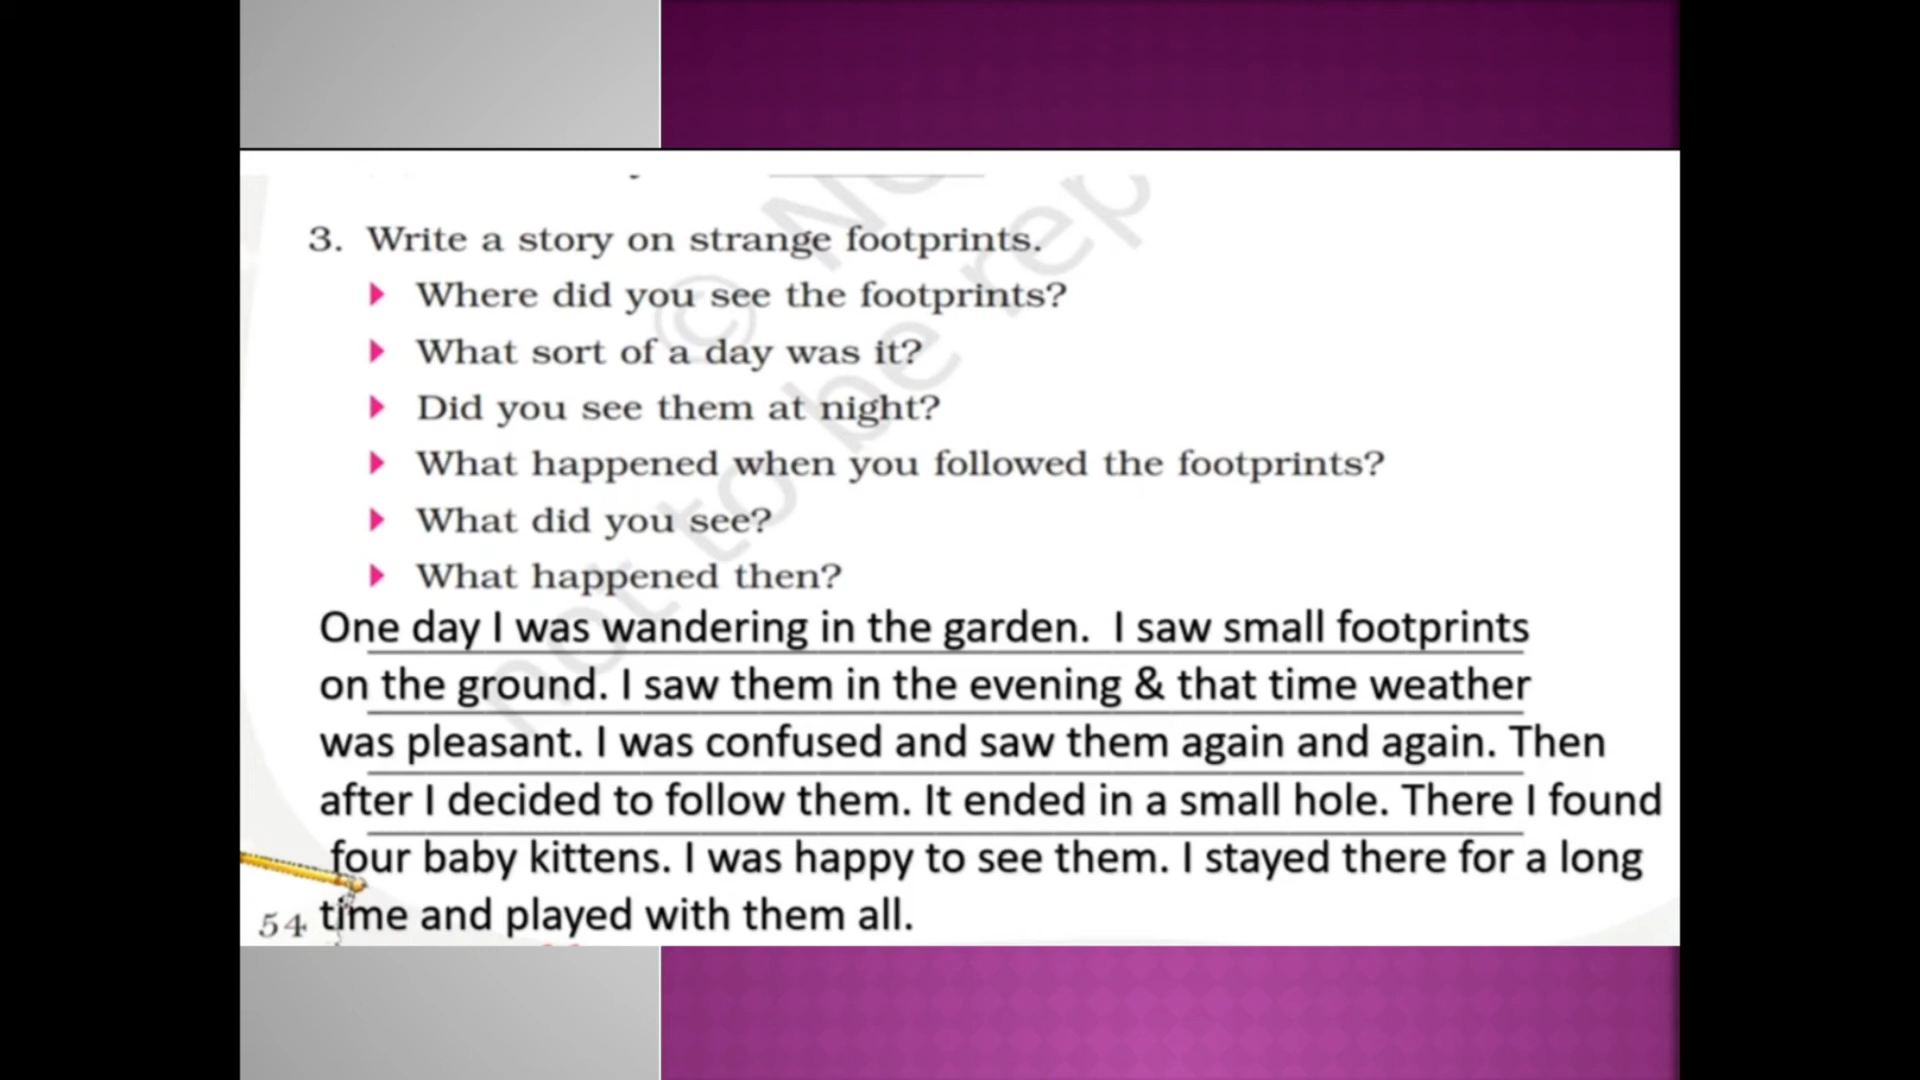 3. Write a story on strange footprints.
Where did you see the footprints?
What sort of a day was it?
Did you see them at night?
What happened when you followed the footprints?
What did you see?
What happened then?
One day I was wandering in the garden. I saw small footprints
on the ground. I saw them in the evening & that time weather
was pleasant. I was confused and saw them again and again. Then
after I decided to follow them. It ended in a small hole. There I found
four baby kittens. I was happy to see them. I stayed there for a long
54 time and played with them all.
© No
not to be rep